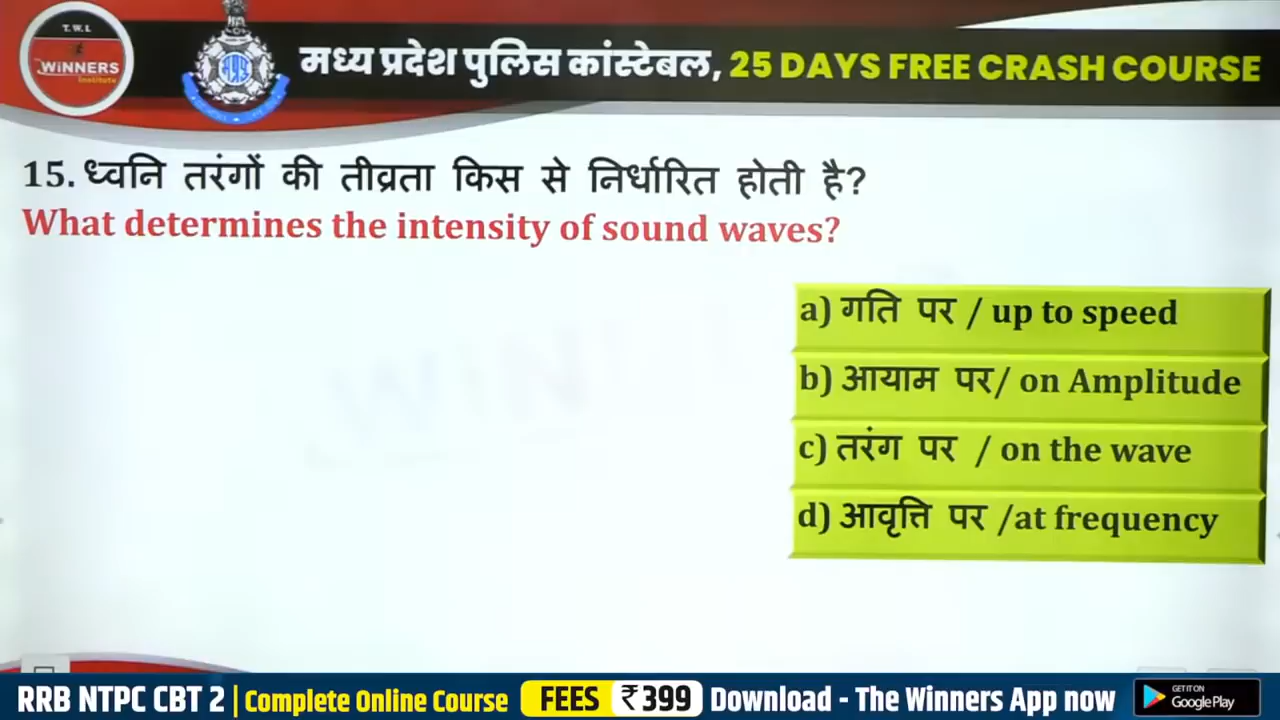 T.W.I.
WiNNERS
institute
मध्य प्रदेश पुलिस कांस्टेबल, 25 DAYS FREE CRASH COURSE
15. ध्वनि तरंगों की तीव्रता किस से निर्धारित होती है?
What determines the intensity of sound waves?
a) गति पर / up to speed
b) आयाम पर/ on Amplitude
c) तरंग पर / on the wave
d) आवृत्ति पर /at frequency
RRB NTPC CBT 2 | Complete Online Course FEES ₹399 Download - The Winners App now
GET IT ON
Google Play